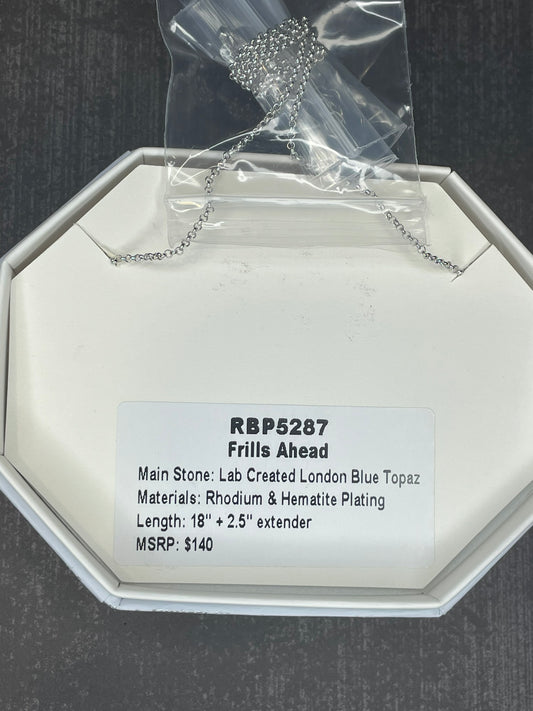 RBP5287
Frills Ahead
Main Stone: Lab Created London Blue Topaz
Materials: Rhodium & Hematite Plating
Length: 18" + 2.5" extender
MSRP: $140